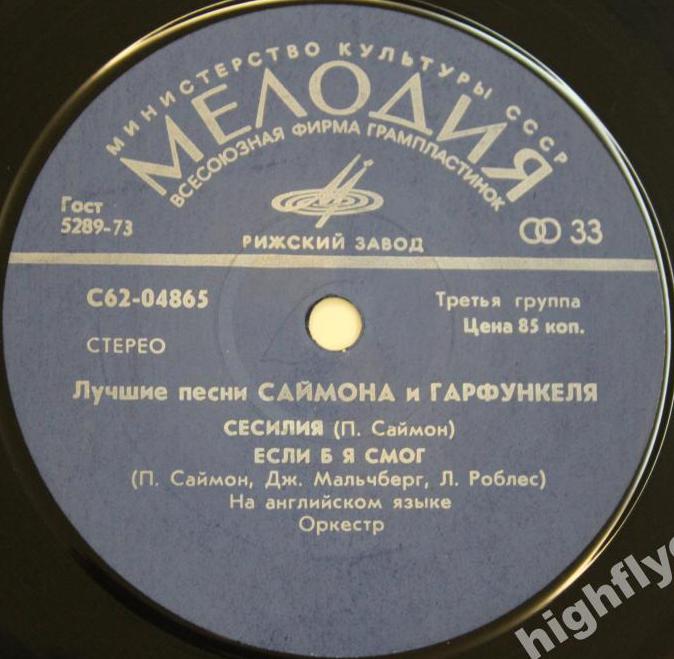 МИНИСТЕРСТВО КУЛЬТУРЫ СССР
МЕЛОДИЯ
ВСЕСОЮЗНАЯ ФИРМА ГРАМПЛАСТИНОК
Гост
5289-73
33
РИЖСКИЙ ЗАВОД
С62-04865
Третья группа
Цена 85 коп.
СТЕРЕО
Лучшие песни САЙМОНА и ГАРФУНКЕЛЯ
СЕСИЛИЯ (П. Саймон)
ЕСЛИ Б Я СМОГ
(П. Саймон, Дж. Мальчберг, Л. Роблес)
На английском языке
Оркестр